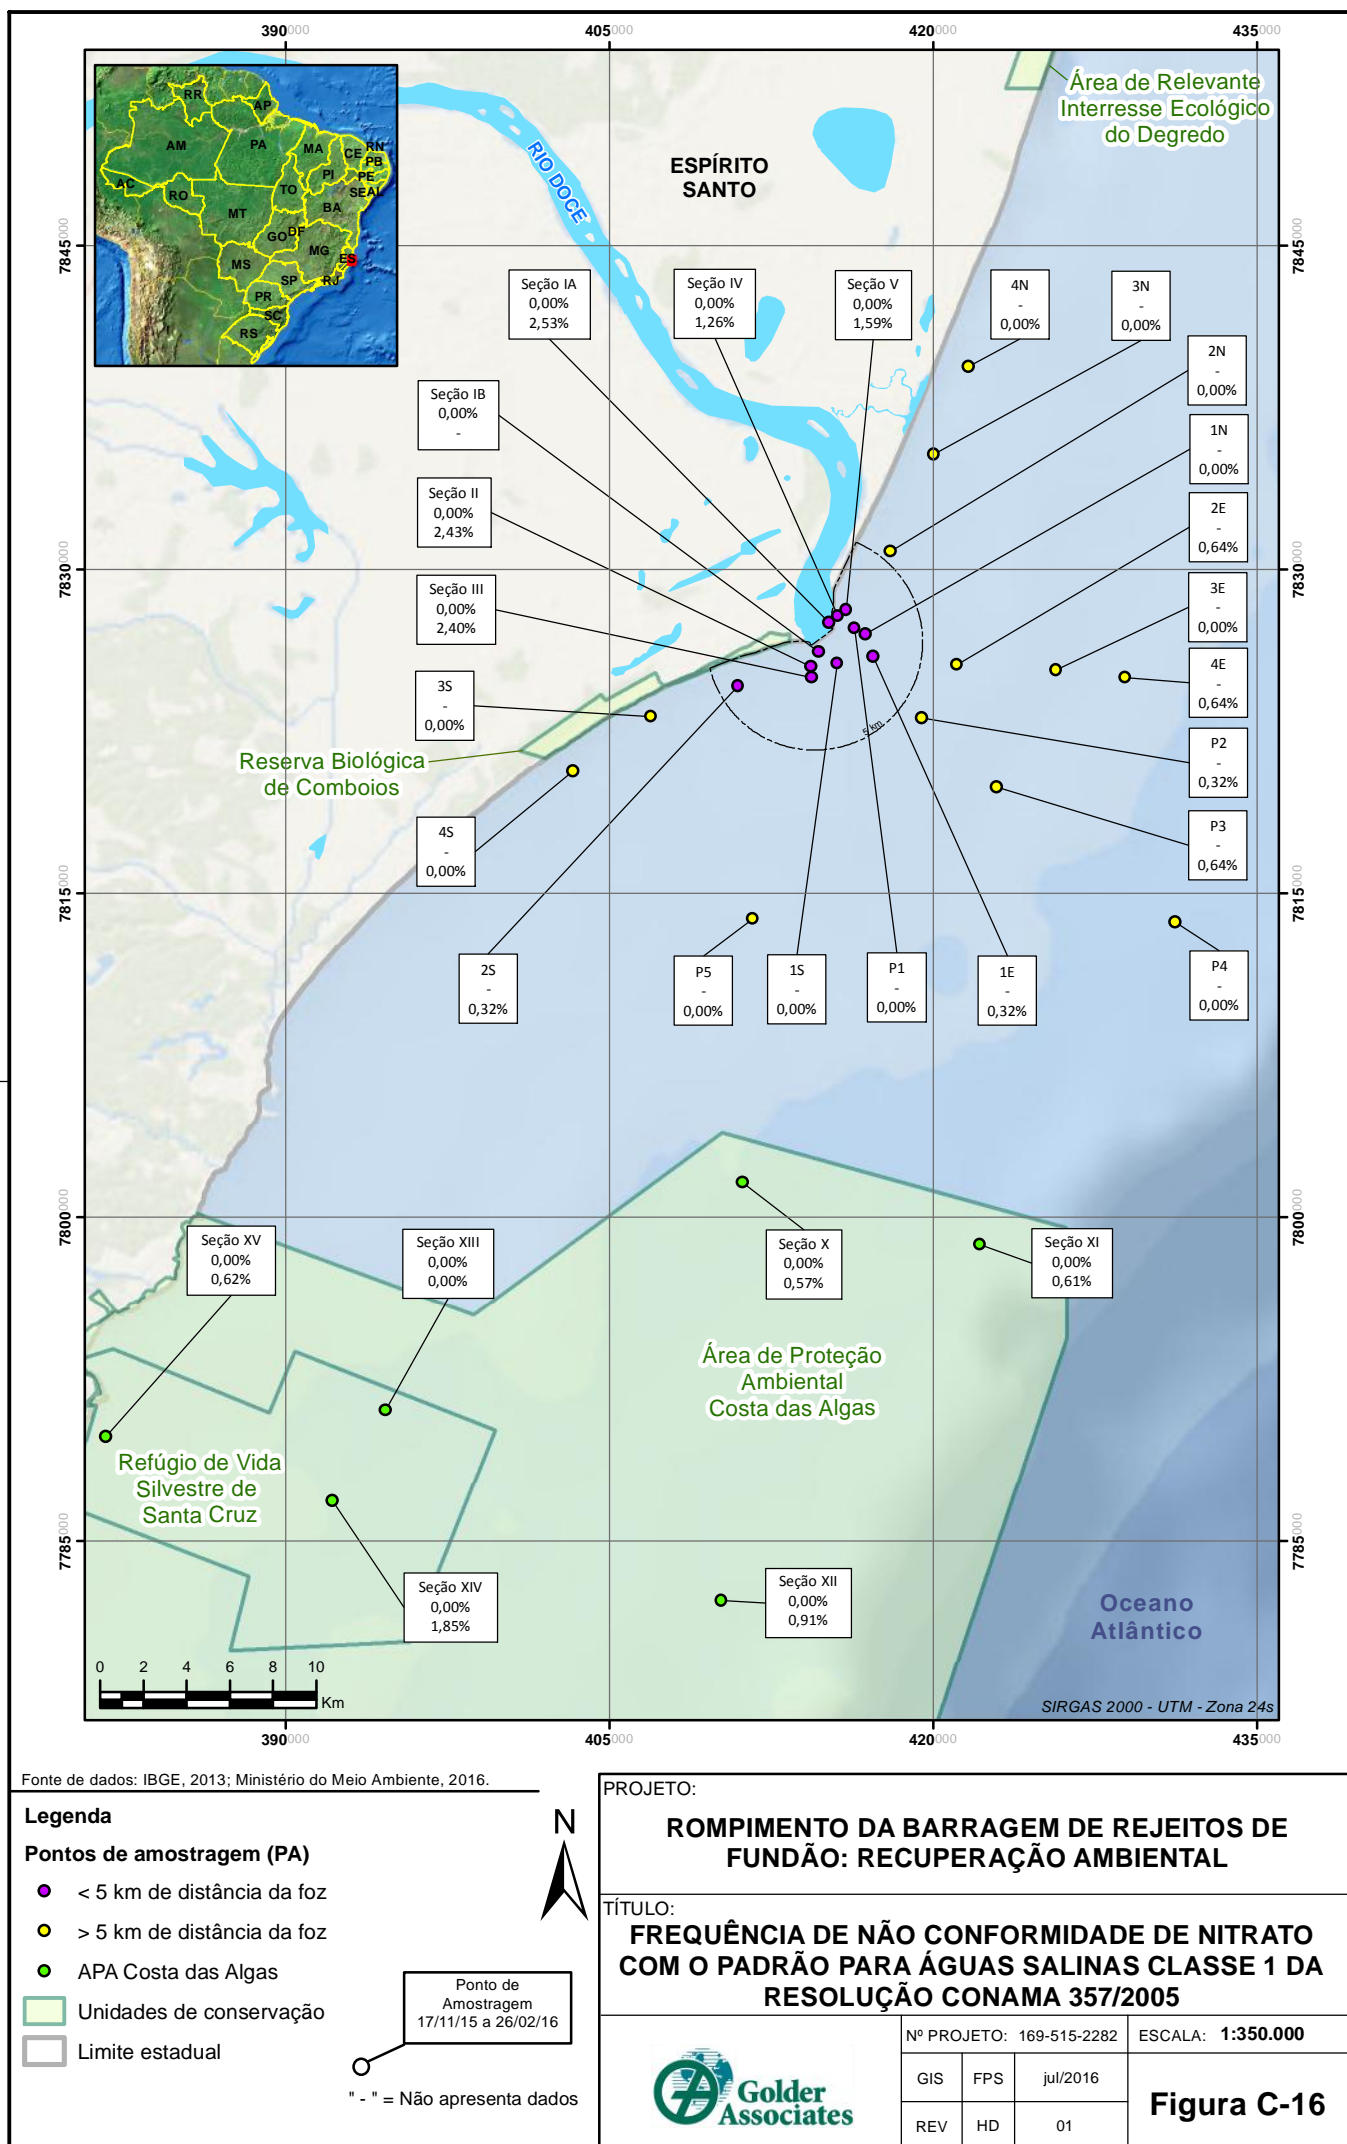 390000 405000 420000 435000
7845000
7830000
7815000
7800000
7785000
RR
AP
AM
PA
MA
CE
RN
PB
PE
PI
AC
RO
TO
SE
AL
MT
BA
GO
DF
MG
ES
MS
SP
RJ
PR
SC
RS
RIO DOCE
ESPÍRITO
SANTO
Área de Relevante
Interresse Ecológico
do Degredo
Seção IA
0,00%
2,53%
Seção IV
0,00%
1,26%
Seção V
0,00%
1,59%
4N
-
0,00%
3N
-
0,00%
2N
-
0,00%
Seção IB
0,00%
-
1N
-
0,00%
Seção II
0,00%
2,43%
2E
-
0,64%
Seção III
0,00%
2,40%
3E
-
0,00%
3S
-
0,00%
4E
-
0,64%
5 km
Reserva Biológica
de Comboios
P2
-
0,32%
4S
-
0,00%
P3
-
0,64%
2S
-
0,32%
P5
-
0,00%
1S
-
0,00%
P1
-
0,00%
1E
-
0,32%
P4
-
0,00%
Seção XV
0,00%
0,62%
Seção XIII
0,00%
0,00%
Seção X
0,00%
0,57%
Seção XI
0,00%
0,61%
Área de Proteção
Ambiental
Costa das Algas
Refúgio de Vida
Silvestre de
Santa Cruz
Seção XIV
0,00%
1,85%
Seção XII
0,00%
0,91%
Oceano
Atlântico
0 2 4 6 8 10
Km
SIRGAS 2000 - UTM - Zona 24s
7845000
7830000
7815000
7800000
7785000
390000 405000 420000 435000
Fonte de dados: IBGE, 2013; Ministério do Meio Ambiente, 2016.
Legenda
Pontos de amostragem (PA)
< 5 km de distância da foz
> 5 km de distância da foz
APA Costa das Algas
Unidades de conservação
Limite estadual
N
Ponto de
Amostragem
17/11/15 a 26/02/16
" - " = Não apresenta dados
PROJETO:
ROMPIMENTO DA BARRAGEM DE REJEITOS DE
FUNDÃO: RECUPERAÇÃO AMBIENTAL
TÍTULO:
FREQUÊNCIA DE NÃO CONFORMIDADE DE NITRATO
COM O PADRÃO PARA ÁGUAS SALINAS CLASSE 1 DA
RESOLUÇÃO CONAMA 357/2005
Golder
Associates
Nº PROJETO: 169-515-2282
ESCALA: 1:350.000
GIS FPS jul/2016
REV HD 01
Figura C-16